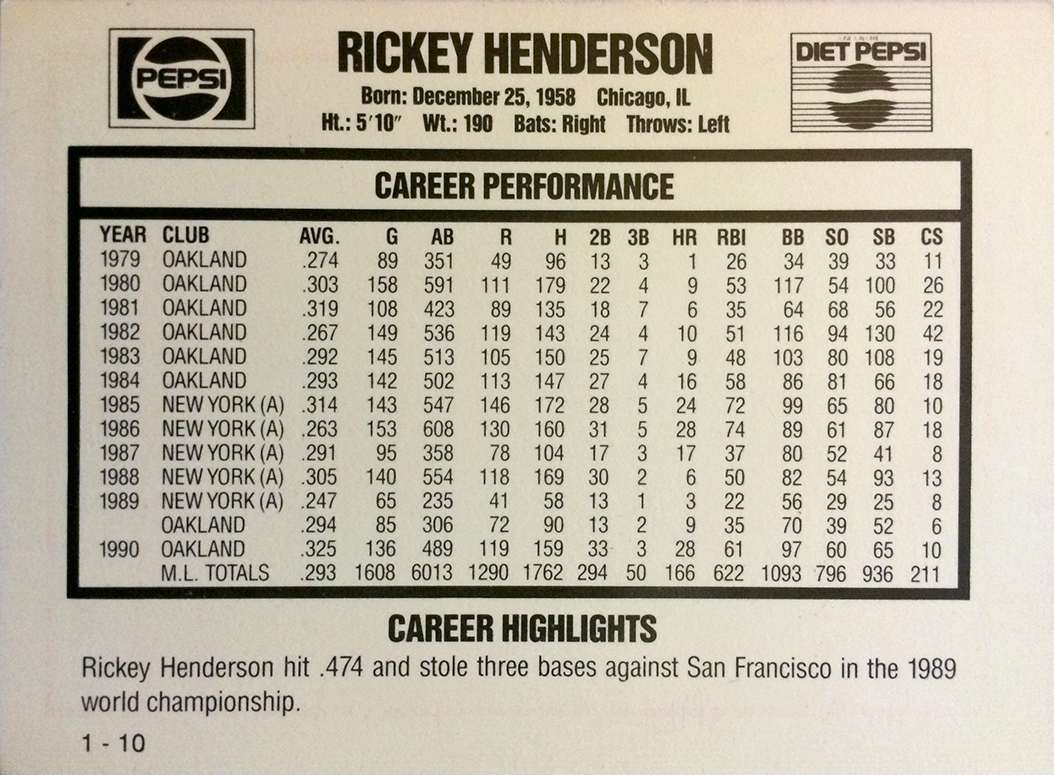 PEPSI
RICKEY HENDERSON
DIET PEPSI
Born: December 25, 1958 Chicago, IL
Ht.: 5'10" Wt.: 190 Bats: Right Throws: Left
CAREER PERFORMANCE
YEAR CLUB AVG. G AB R H 2B 3B HR RBI BB SO SB CS
1979 OAKLAND .274 89 351 49 96 13 3 1 26 34 39 33 11
1980 OAKLAND .303 158 591 111 179 22 4 9 53 117 54 100 26
1981 OAKLAND .319 108 423 89 135 18 7 6 35 64 68 56 22
1982 OAKLAND .267 149 536 119 143 24 4 10 51 116 94 130 42
1983 OAKLAND .292 145 513 105 150 25 7 9 48 103 80 108 19
1984 OAKLAND .293 142 502 113 147 27 4 16 58 86 81 66 18
1985 NEW YORK (A) .314 143 547 146 172 28 5 24 72 99 65 80 10
1986 NEW YORK (A) .263 153 608 130 160 31 5 28 74 89 61 87 18
1987 NEW YORK (A) .291 95 358 78 104 17 3 17 37 80 52 41 8
1988 NEW YORK (A) .305 140 554 118 169 30 2 6 50 82 54 93 13
1989 NEW YORK (A) .247 65 235 41 58 13 1 3 22 56 29 25 8
OAKLAND .294 85 306 72 90 13 2 9 35 70 39 52 6
1990 OAKLAND .325 136 489 119 159 33 3 28 61 97 60 65 10
M.L. TOTALS .293 1608 6013 1290 1762 294 50 166 622 1093 796 936 211
CAREER HIGHLIGHTS
Rickey Henderson hit .474 and stole three bases against San Francisco in the 1989
world championship.
1 - 10